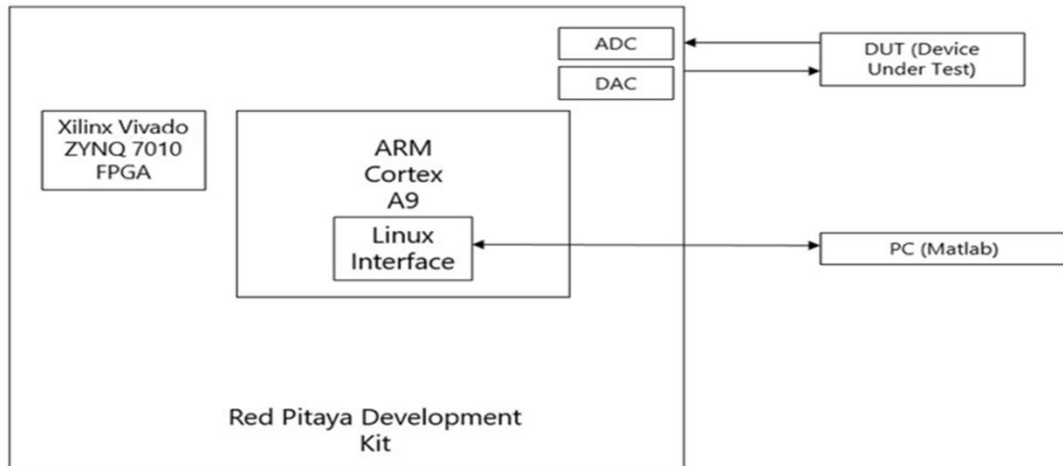 ADC
DAC
DUT (Device
Under Test)
Xilinx Vivado
ZYNQ 7010
FPGA
ARM
Cortex
A9
Linux
Interface
PC (Matlab)
Red Pitaya Development
Kit